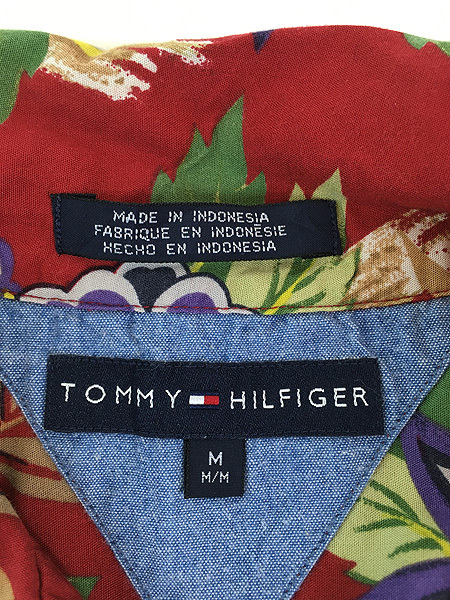 MADE IN INDONESIA
FABRIQUE EN INDONÉSIE
HECHO EN INDONESIA
TOMMY HILFIGER
M
M/M